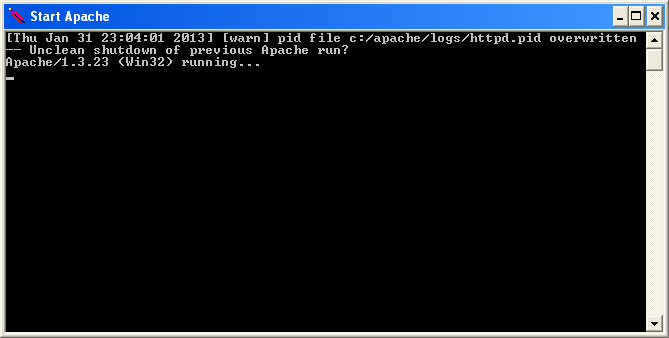 Start Apache
[Thu Jan 31 23:04:01 2013] [warn] pid file c:/apache/logs/httpd.pid overwritten
-- Unclean shutdown of previous Apache run?
Apache/1.3.23 (Win32) running...